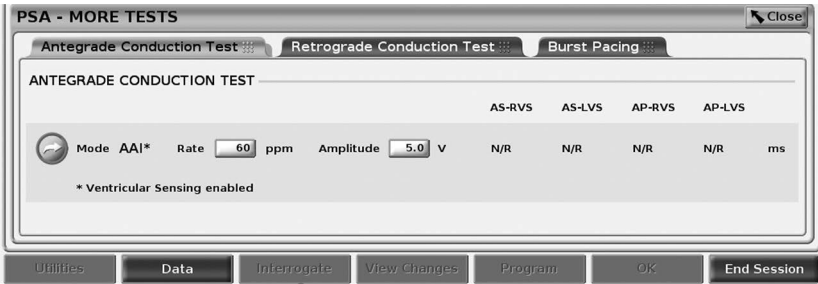 PSA - MORE TESTS Close
Antegrade Conduction Test Retrograde Conduction Test Burst Pacing
ANTEGRADE CONDUCTION TEST
AS-RVS AS-LVS AP-RVS AP-LVS
Mode AAI* Rate 60 ppm Amplitude 5.0 V N/R N/R N/R N/R ms
* Ventricular Sensing enabled
Utilities Data Interrogate View Changes Program OK End Session